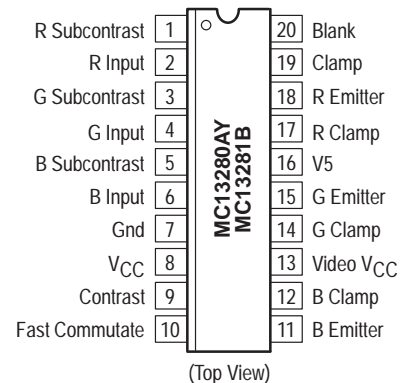 R Subcontrast 1 20 Blank
R Input 2 19 Clamp
G Subcontrast 3 18 R Emitter
G Input 4 17 R Clamp
B Subcontrast 5 16 V5
B Input 6 15 G Emitter
Gnd 7 14 G Clamp
VCC 8 13 Video VCC
Contrast 9 12 B Clamp
Fast Commutate 10 11 B Emitter
MC13280AY
MC13281B
(Top View)